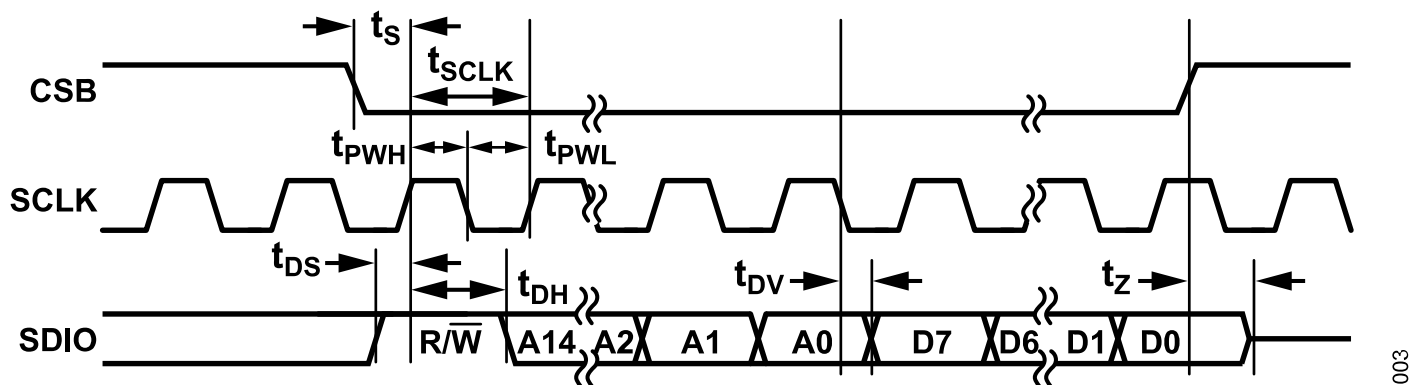 tS
tSCLK
CSB
tPWH
tPWL
SCLK
tDS
tDH
tDV
tZ
SDIO
R/W̅ A14 A2 A1 A0 D7 D6 D1 D0
003